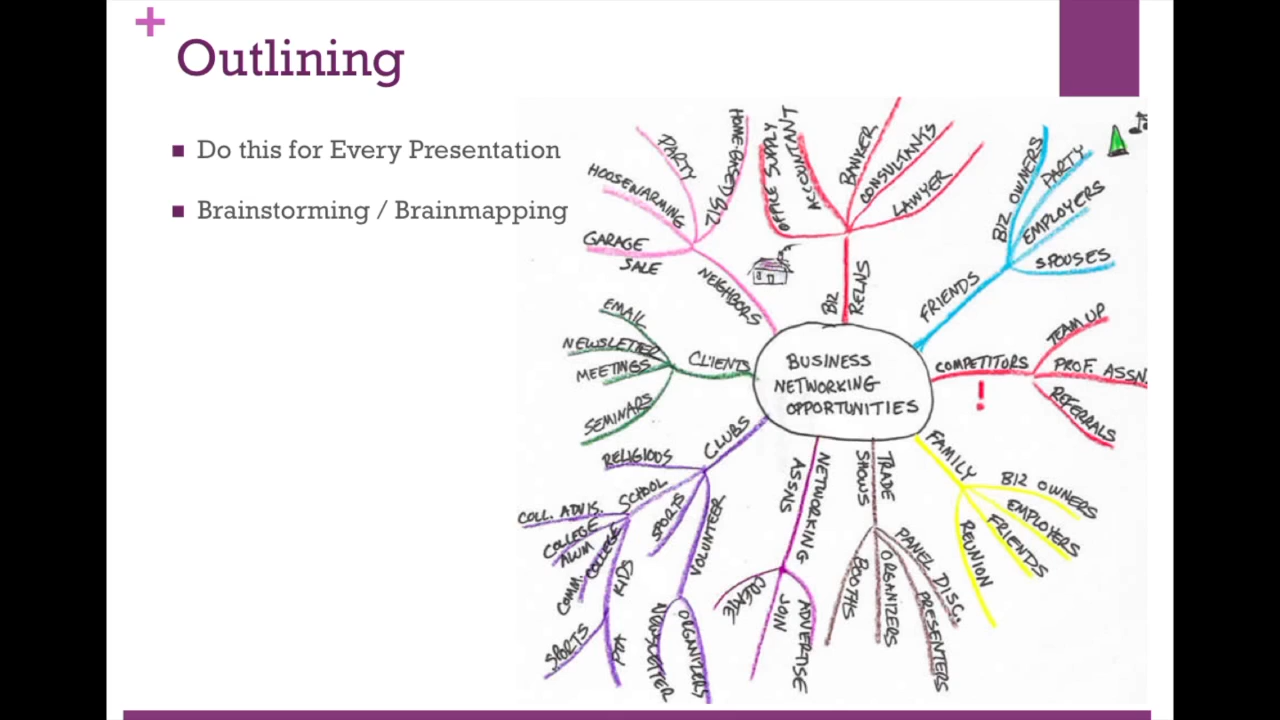 Outlining
Do this for Every Presentation
Brainstorming / Brainmapping
BUSINESS
NETWORKING
OPPORTUNITIES
BIZ
RELNS
OFFICE SUPPLY
ACCOUNTANT
BANKER
CONSULTANTS
LAWYER
FRIENDS
BIZ OWNERS
PARTY
EMPLOYERS
SPOUSES
COMPETITORS
!
TEAM UP
PROF. ASSN.
REFERRALS
FAMILY
BIZ OWNERS
EMPLOYERS
FRIENDS
REUNION
TRADE
SHOWS
PANEL DISC.
PRESENTERS
ORGANIZERS
BOOTHS
NETWORKING
ASSNS
ADVERTISE
JOIN
CREATE
CLUBS
RELIGIOUS
SCHOOL
COLL. ADVIS.
COLLEGE
ALUM
COMM. COLLEGE
KIDS
SPORTS
SPORTS
VOLUNTEER
ORGANIZERS
NEWSLETTER
CLIENTS
EMAIL
NEWSLETTER
MEETINGS
SEMINARS
NEIGHBORS
GARAGE
SALE
HOUSEWARMING
PARTY
HOME-BASED BIZ